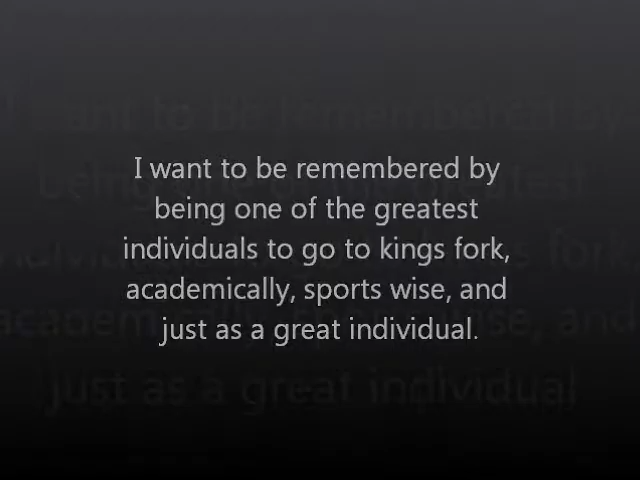 I want to be remembered by
being one of the greatest
individuals to go to kings fork,
academically, sports wise, and
just as a great individual.